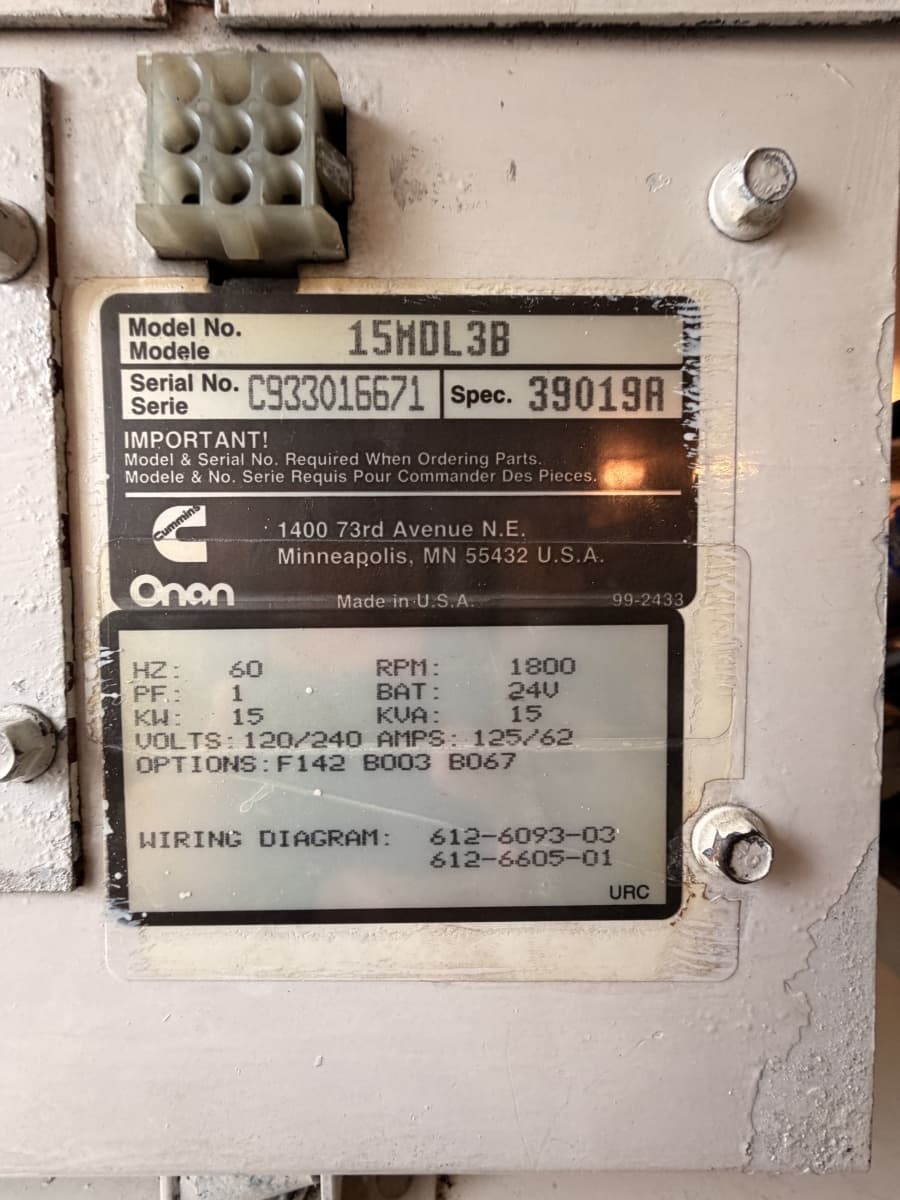 Model No. 15MDL3B
Modele
Serial No. C933016671 Spec. 39019A
Serie
IMPORTANT!
Model & Serial No. Required When Ordering Parts.
Modele & No. Serie Requis Pour Commander Des Pieces.
Cummins
1400 73rd Avenue N.E.
Minneapolis, MN 55432 U.S.A.
Onan
Made in U.S.A. 99-2433
HZ: 60 RPM: 1800
PF: 1 BAT: 24V
KW: 15 KVA: 15
VOLTS: 120/240 AMPS: 125/62
OPTIONS: F142 B003 B067
WIRING DIAGRAM: 612-6093-03
612-6605-01
URC